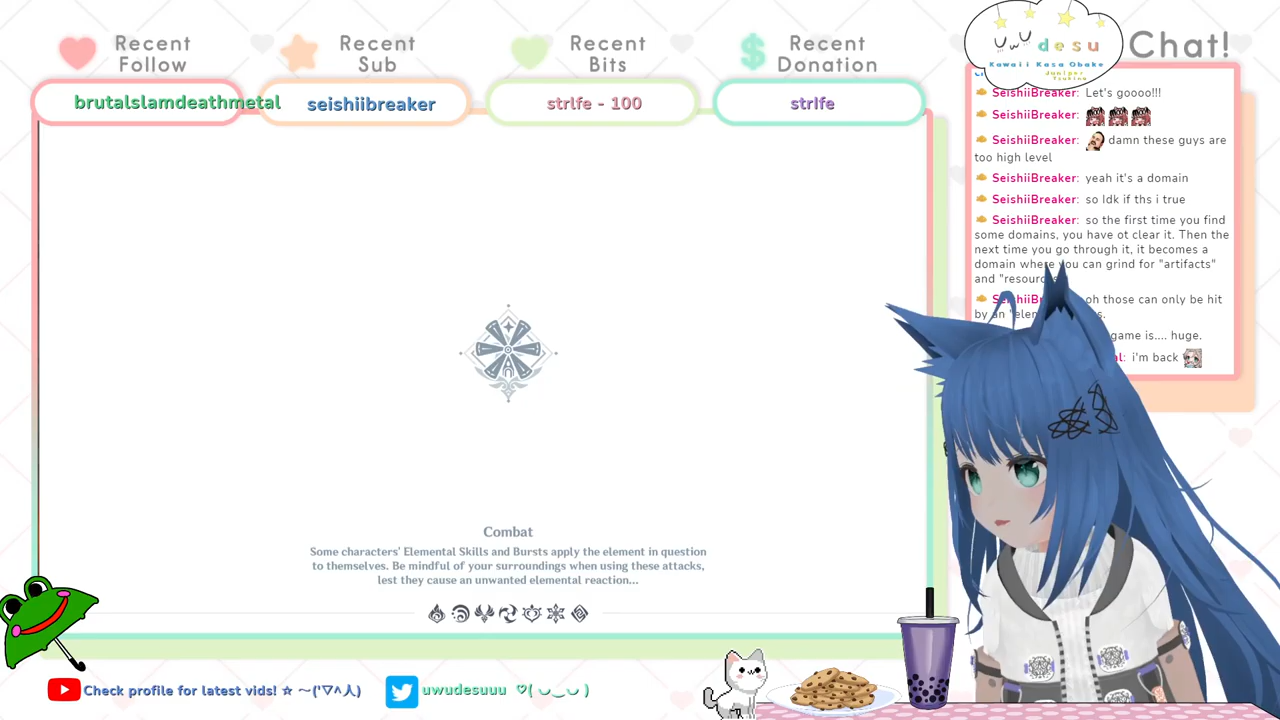 Recent
Follow
Recent
Sub
Recent
Bits
Recent
Donation
UwU desu
Kawaii Kasa Obake
Juniper
Tsukino
Chat!
brutalslamdeathmetal
seishiibreaker
strlfe - 100
strlfe
SeishiiBreaker: Let's goooo!!!
SeishiiBreaker:
SeishiiBreaker: damn these guys are
too high level
SeishiiBreaker: yeah it's a domain
SeishiiBreaker: so Idk if ths i true
SeishiiBreaker: so the first time you find
some domains, you have ot clear it. Then the
next time you go through it, it becomes a
domain where you can grind for "artifacts"
and
oh those can only be hit
by an
game is.... huge.
i'm back
Combat
Some characters' Elemental Skills and Bursts apply the element in question
to themselves. Be mindful of your surroundings when using these attacks,
lest they cause an unwanted elemental reaction...
Check profile for latest vids! ☆ ～('▽^人)
uwudesuuu ♡( ◡‿◡ )